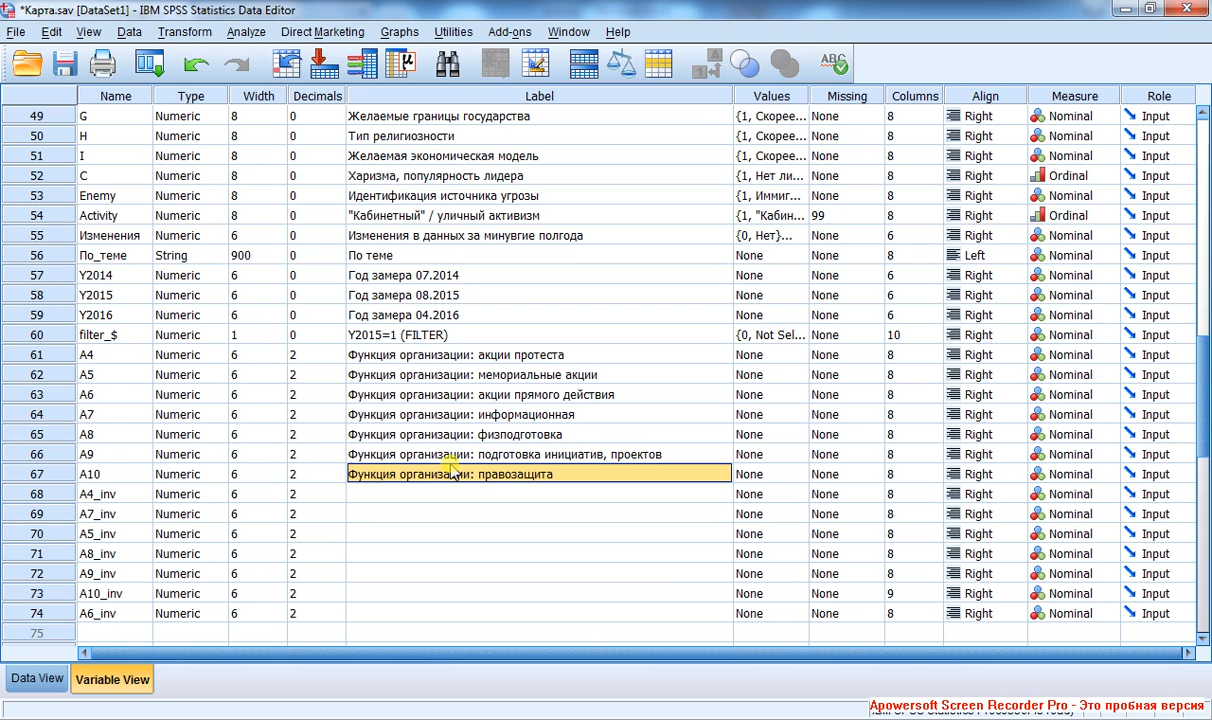 *Карта.sav [DataSet1] - IBM SPSS Statistics Data Editor
File Edit View Data Transform Analyze Direct Marketing Graphs Utilities Add-ons Window Help
Name Type Width Decimals Label Values Missing Columns Align Measure Role
49 G Numeric 8 0 Желаемые границы государства {1, Скорее... None 8 Right Nominal Input
50 H Numeric 8 0 Тип религиозности {1, Скорее... None 8 Right Nominal Input
51 I Numeric 8 0 Желаемая экономическая модель {1, Скорее... None 8 Right Nominal Input
52 C Numeric 8 0 Харизма, популярность лидера {1, Нет ли... None 8 Right Ordinal Input
53 Enemy Numeric 8 0 Идентификация источника угрозы {1, Иммиг... None 8 Right Nominal Input
54 Activity Numeric 8 0 "Кабинетный" / уличный активизм {1, "Кабин... 99 8 Right Ordinal Input
55 Изменения Numeric 6 0 Изменения в данных за минувгие полгода {0, Нет}... None 6 Right Nominal Input
56 По_теме String 900 0 По теме None None 8 Left Nominal Input
57 Y2014 Numeric 6 0 Год замера 07.2014 None None 6 Right Nominal Input
58 Y2015 Numeric 6 0 Год замера 08.2015 None None 6 Right Nominal Input
59 Y2016 Numeric 6 0 Год замера 04.2016 None None 6 Right Nominal Input
60 filter_$ Numeric 1 0 Y2015=1 (FILTER) {0, Not Sel... None 10 Right Nominal Input
61 A4 Numeric 6 2 Функция организации: акции протеста None None 8 Right Nominal Input
62 A5 Numeric 6 2 Функция организации: мемориальные акции None None 8 Right Nominal Input
63 A6 Numeric 6 2 Функция организации: акции прямого действия None None 8 Right Nominal Input
64 A7 Numeric 6 2 Функция организации: информационная None None 8 Right Nominal Input
65 A8 Numeric 6 2 Функция организации: физподготовка None None 8 Right Nominal Input
66 A9 Numeric 6 2 Функция организации: подготовка инициатив, проектов None None 8 Right Nominal Input
67 A10 Numeric 6 2 Функция организации: правозащита None None 8 Right Nominal Input
68 A4_inv Numeric 6 2 None None 8 Right Nominal Input
69 A7_inv Numeric 6 2 None None 8 Right Nominal Input
70 A5_inv Numeric 6 2 None None 8 Right Nominal Input
71 A8_inv Numeric 6 2 None None 8 Right Nominal Input
72 A9_inv Numeric 6 2 None None 8 Right Nominal Input
73 A10_inv Numeric 6 2 None None 9 Right Nominal Input
74 A6_inv Numeric 6 2 None None 8 Right Nominal Input
75
Data View Variable View
Apowersoft Screen Recorder Pro - Это пробная версия